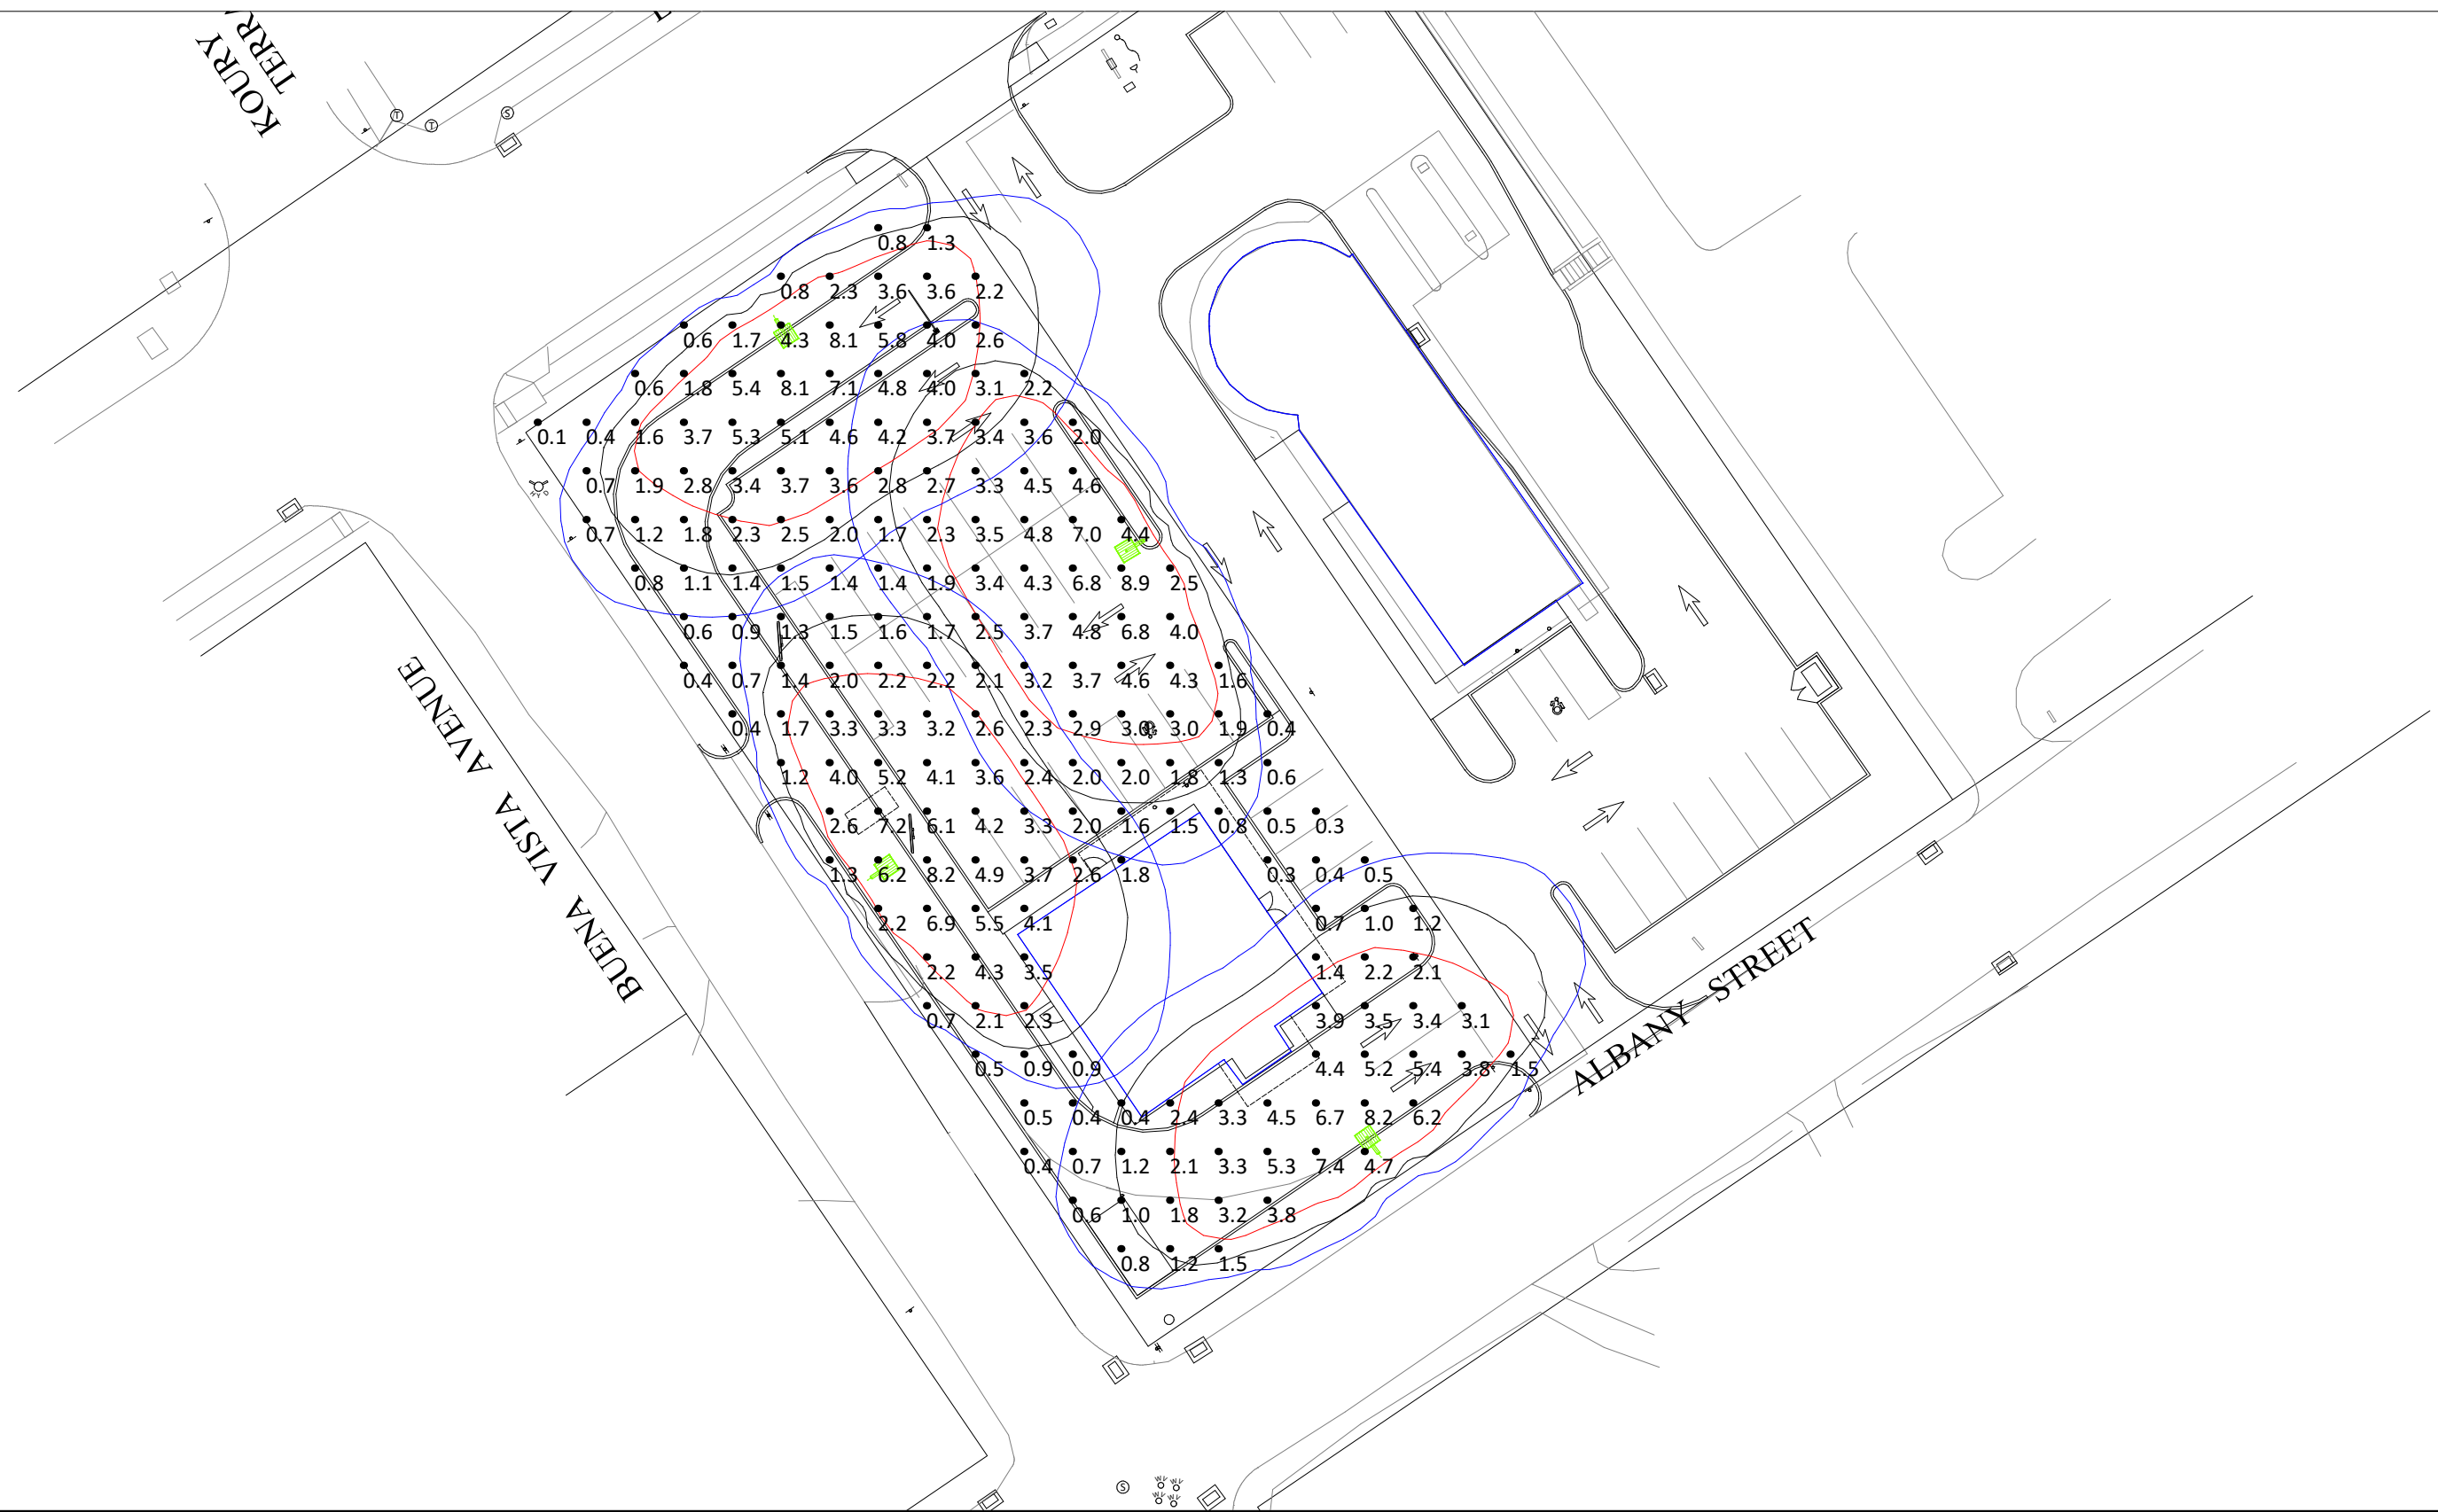 KOURY
TERR
T
T
S
0.8 1.3
0.8 2.3 3.6 3.6 2.2
0.6 1.7 4.3 8.1 5.8 4.0 2.6
0.6 1.8 5.4 8.1 7.1 4.8 4.0 3.1 2.2
0.1 0.4 1.6 3.7 5.3 5.1 4.6 4.2 3.7 3.4 3.6 2.0
0.7 1.9 2.8 3.4 3.7 3.6 2.8 2.7 3.3 4.5 4.6
HYD
0.7 1.2 1.8 2.3 2.5 2.0 1.7 2.3 3.5 4.8 7.0 4.4
0.8 1.1 1.4 1.5 1.4 1.4 1.9 3.4 4.3 6.8 8.9 2.5
0.6 0.9 1.3 1.5 1.6 1.7 2.5 3.7 4.8 6.8 4.0
0.4 0.7 1.4 2.0 2.2 2.2 2.1 3.2 3.7 4.6 4.3 1.6
0.4 1.7 3.3 3.3 3.2 2.6 2.3 2.9 3.0 3.0 1.9 0.4
1.2 4.0 5.2 4.1 3.6 2.4 2.0 2.0 1.8 1.3 0.6
2.6 7.2 6.1 4.2 3.3 2.0 1.6 1.5 0.8 0.5 0.3
1.3 6.2 8.2 4.9 3.7 2.6 1.8 0.3 0.4 0.5
2.2 6.9 5.5 4.1 0.7 1.0 1.2
2.2 4.3 3.5 1.4 2.2 2.1
0.7 2.1 2.3 3.9 3.5 3.4 3.1
0.5 0.9 0.9 4.4 5.2 5.4 3.8 1.5
0.5 0.4 0.4 2.4 3.3 4.5 6.7 8.2 6.2
0.4 0.7 1.2 2.1 3.3 5.3 7.4 4.7
0.6 1.0 1.8 3.2 3.8
0.8 1.2 1.5
BUENA VISTA AVENUE
ALBANY STREET
S
WV WV
WV WV